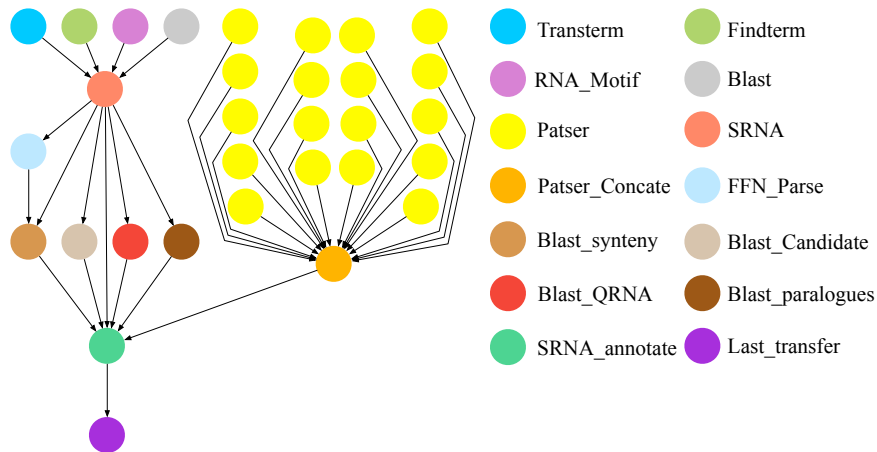 Transterm
Findterm
RNA_Motif
Blast
Patser
SRNA
Patser_Concate
FFN_Parse
Blast_synteny
Blast_Candidate
Blast_QRNA
Blast_paralogues
SRNA_annotate
Last_transfer